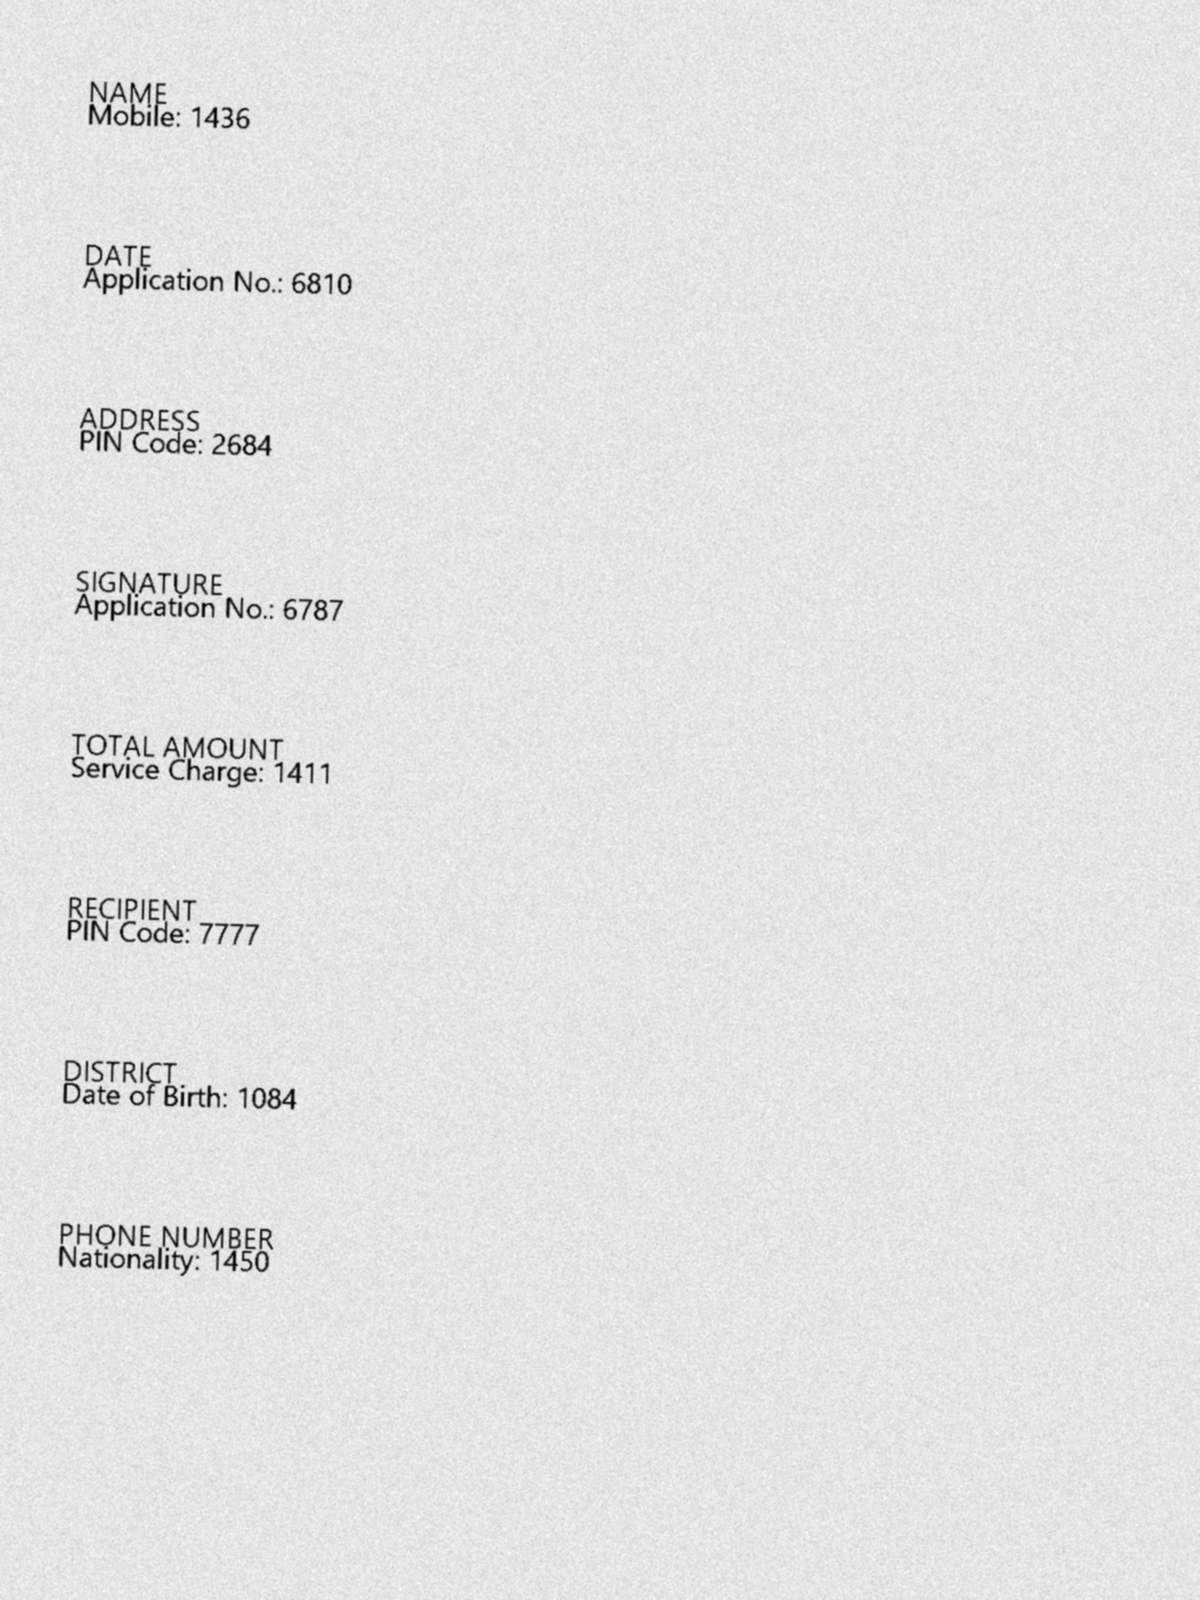 NAME
Mobile: 1436
DATE
Application No.: 6810
ADDRESS
PIN Code: 2684
SIGNATURE
Application No.: 6787
TOTAL AMOUNT
Service Charge: 1411
RECIPIENT
PIN Code: 7777
DISTRICT
Date of Birth: 1084
PHONE NUMBER
Nationality: 1450